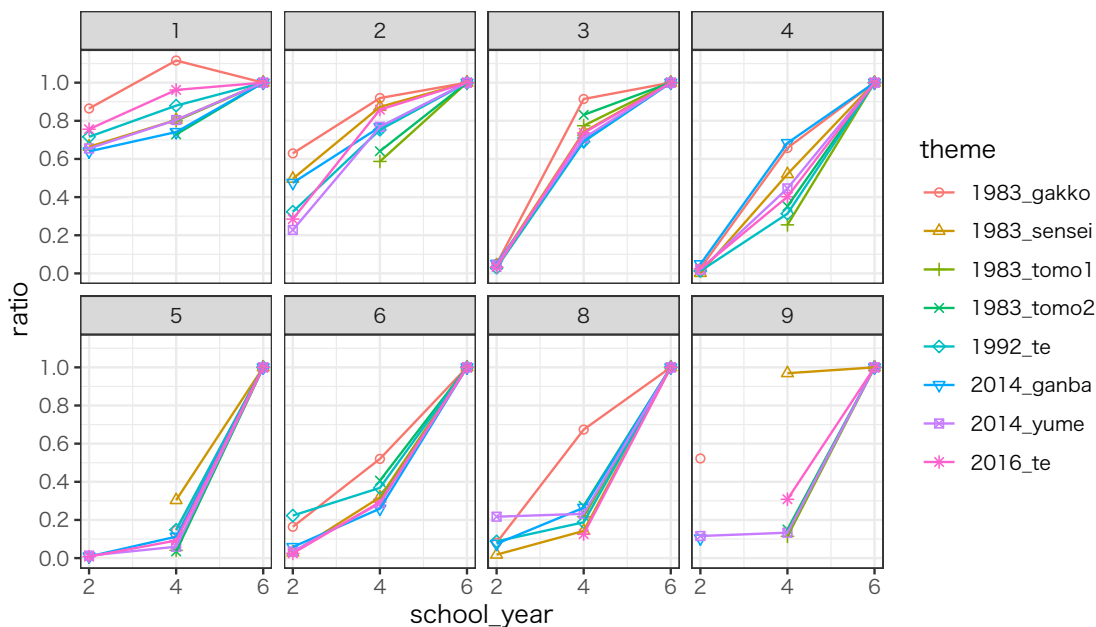 1 2 3 4
1.0
0.8
0.6
0.4
0.2
0.0
5 6 8 9
1.0
0.8
0.6
0.4
0.2
0.0
2 4 6 2 4 6 2 4 6 2 4 6
school_year
ratio
theme
1983_gakko
1983_sensei
1983_tomo1
1983_tomo2
1992_te
2014_ganba
2014_yume
2016_te